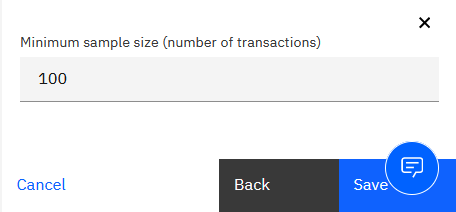 Minimum sample size (number of transactions)
100
Cancel Back Save